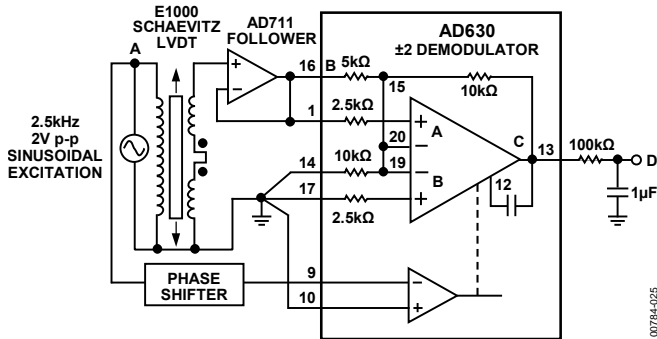 E1000
SCHAEVITZ
LVDT
AD711
FOLLOWER
AD630
±2 DEMODULATOR
A
16 B
5kΩ
15
10kΩ
1
2.5kΩ
A
20
19
C
13
100kΩ
D
14
10kΩ
17
B
12
1µF
2.5kΩ
2.5kHz
2V p-p
SINUSOIDAL
EXCITATION
PHASE
SHIFTER
9
10
00784-025